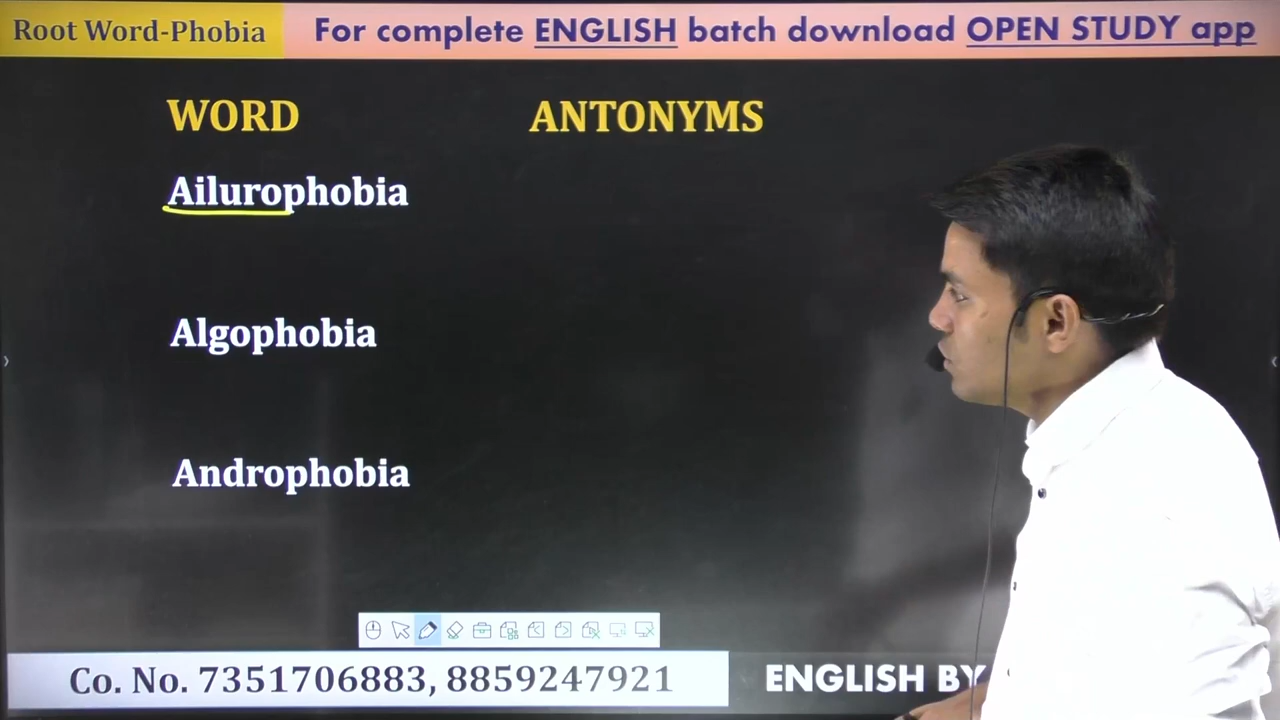 Root Word-Phobia
For complete ENGLISH batch download OPEN STUDY app
WORD ANTONYMS
Ailurophobia
Algophobia
Androphobia
Co. No. 7351706883, 8859247921
ENGLISH BY